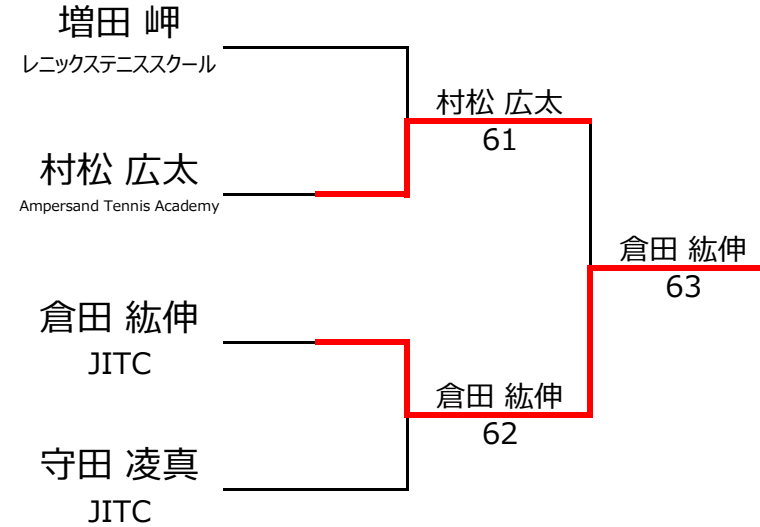 増田 岬
レニックステニススクール
村松 広太
61
村松 広太
Ampersand Tennis Academy
倉田 紘伸
63
倉田 紘伸
JITC
倉田 紘伸
62
守田 凌真
JITC